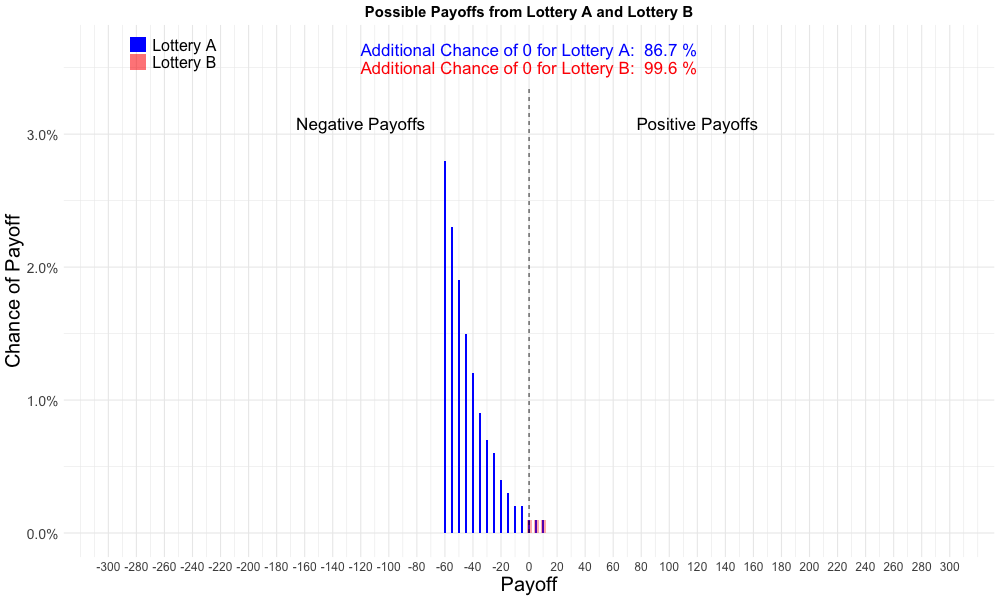 Possible Payoffs from Lottery A and Lottery B
Lottery A
Lottery B
Additional Chance of 0 for Lottery A: 86.7 %
Additional Chance of 0 for Lottery B: 99.6 %
Negative Payoffs
Positive Payoffs
Chance of Payoff
3.0%
2.0%
1.0%
0.0%
-300 -280 -260 -240 -220 -200 -180 -160 -140 -120 -100 -80 -60 -40 -20 0 20 40 60 80 100 120 140 160 180 200 220 240 260 280 300
Payoff